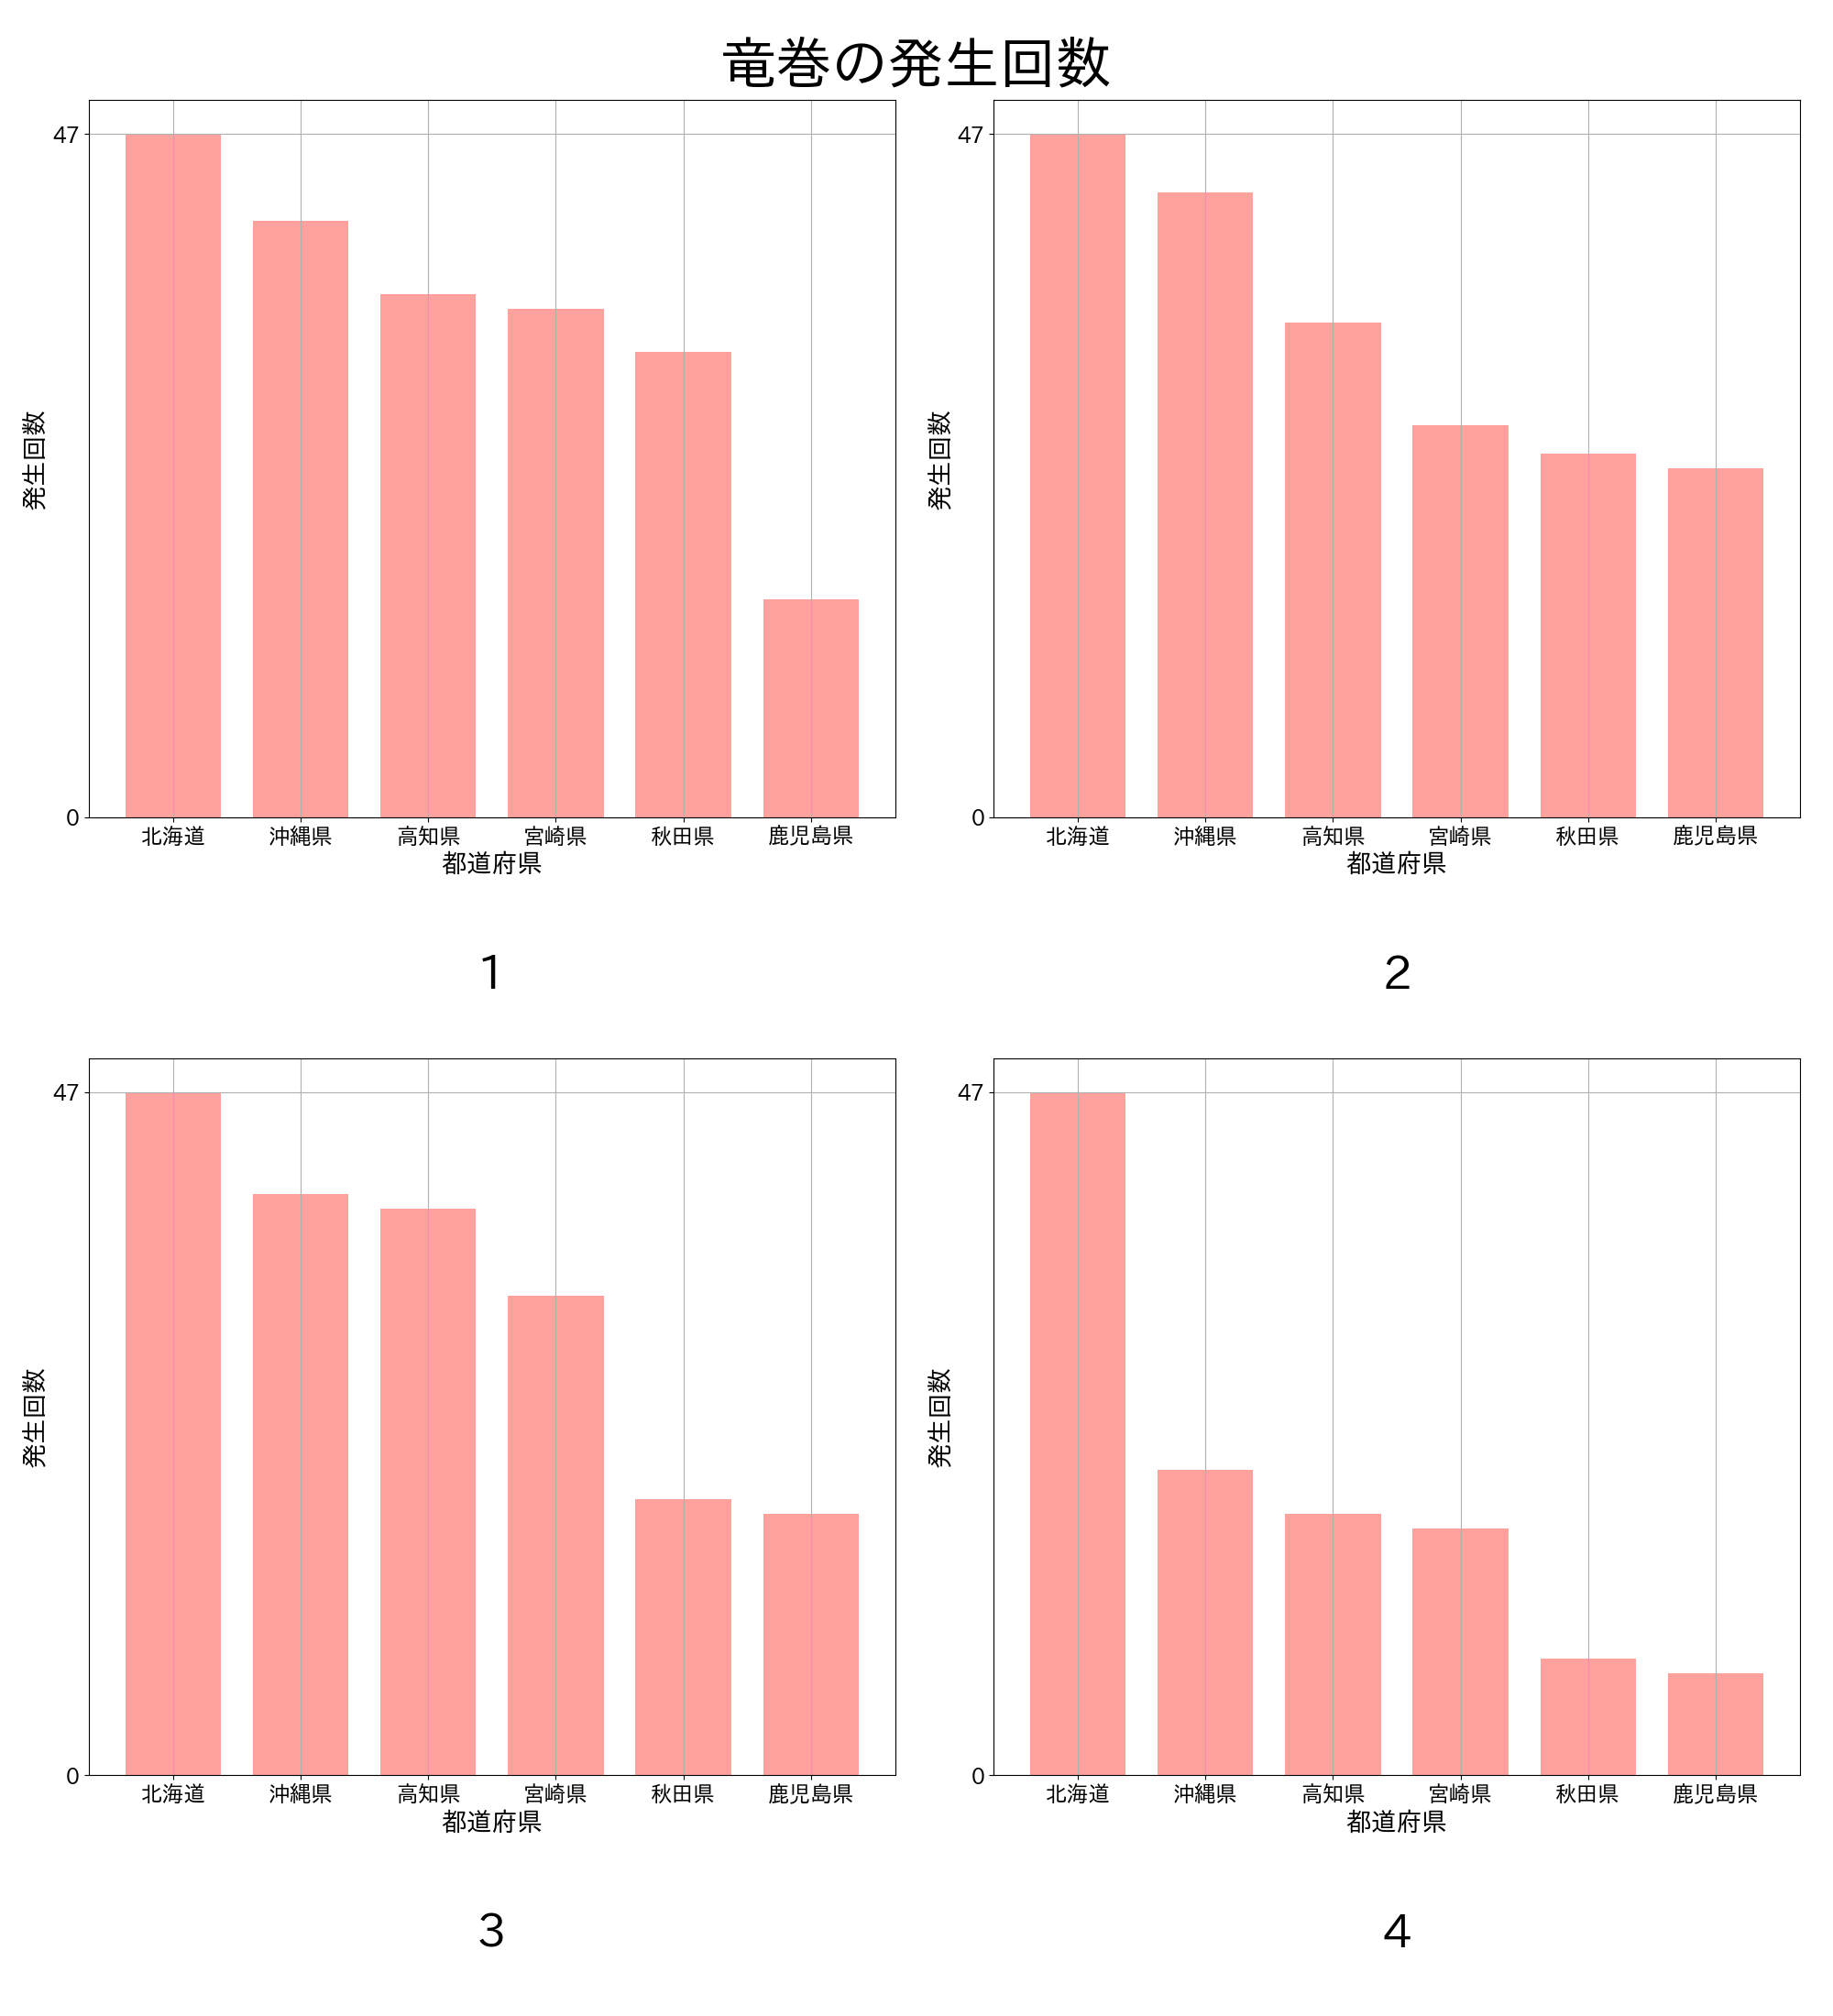 竜巻の発生回数
47
0
発生回数
北海道 沖縄県 高知県 宮崎県 秋田県 鹿児島県
都道府県
1
47
0
発生回数
北海道 沖縄県 高知県 宮崎県 秋田県 鹿児島県
都道府県
2
47
0
発生回数
北海道 沖縄県 高知県 宮崎県 秋田県 鹿児島県
都道府県
3
47
0
発生回数
北海道 沖縄県 高知県 宮崎県 秋田県 鹿児島県
都道府県
4